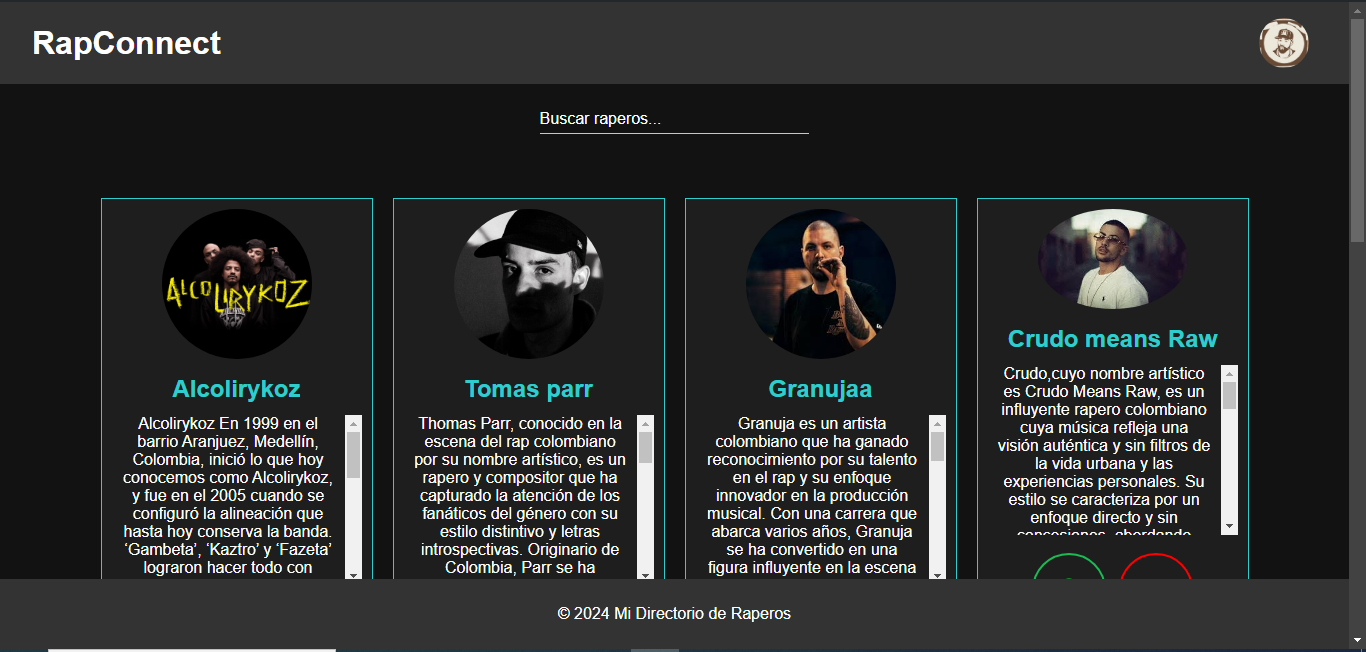 RapConnect
Buscar raperos...
ALCOLIRYKOZ
Alcolirykoz
Alcolirykoz En 1999 en el
barrio Aranjuez, Medellín,
Colombia, inició lo que hoy
conocemos como Alcolirykoz,
y fue en el 2005 cuando se
configuró la alineación que
hasta hoy conserva la banda.
‘Gambeta’, ‘Kaztro’ y ‘Fazeta’
lograron hacer todo con
Tomas parr
Thomas Parr, conocido en la
escena del rap colombiano
por su nombre artístico, es un
rapero y compositor que ha
capturado la atención de los
fanáticos del género con su
estilo distintivo y letras
introspectivas. Originario de
Colombia, Parr se ha
Granujaa
Granuja es un artista
colombiano que ha ganado
reconocimiento por su talento
en el rap y su enfoque
innovador en la producción
musical. Con una carrera que
abarca varios años, Granuja
se ha convertido en una
figura influyente en la escena
Crudo means Raw
Crudo,cuyo nombre artístico
es Crudo Means Raw, es un
influyente rapero colombiano
cuya música refleja una
visión auténtica y sin filtros de
la vida urbana y las
experiencias personales. Su
estilo se caracteriza por un
enfoque directo y sin
concesiones, abordando
© 2024 Mi Directorio de Raperos